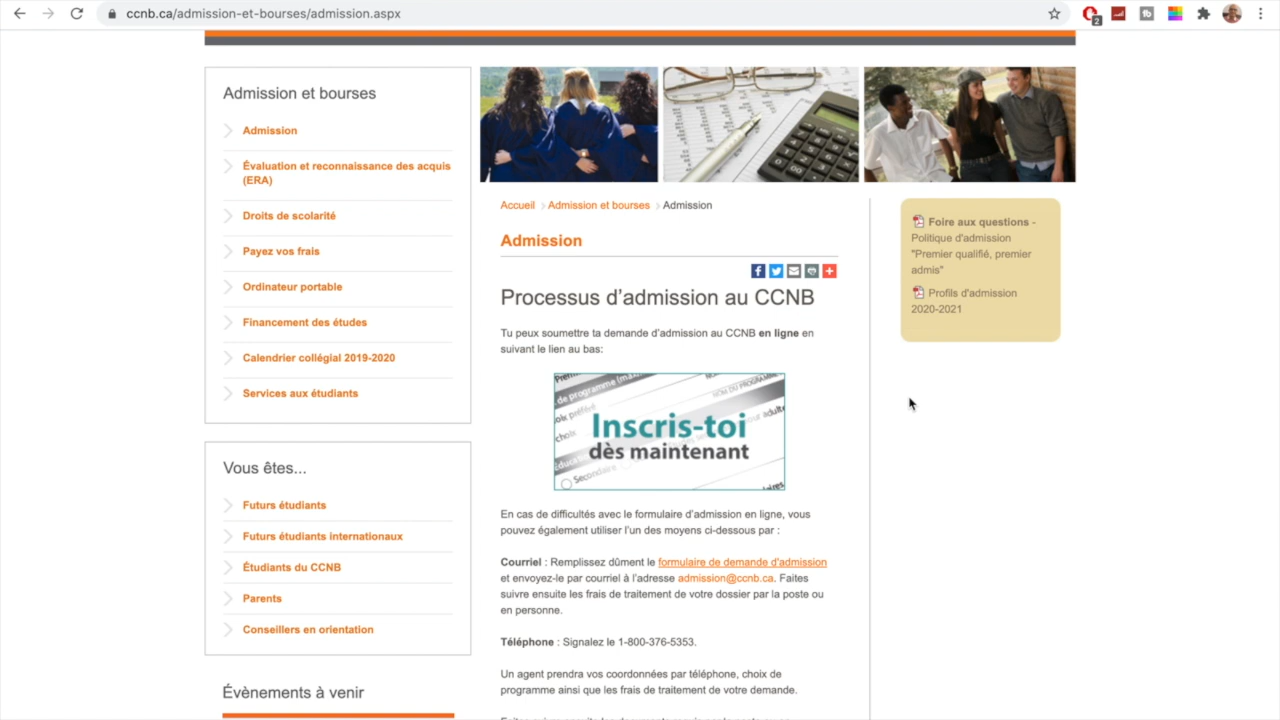 ccnb.ca/admission-et-bourses/admission.aspx
2
Admission et bourses
Admission
Évaluation et reconnaissance des acquis
(ERA)
Droits de scolarité
Payez vos frais
Ordinateur portable
Financement des études
Calendrier collégial 2019-2020
Services aux étudiants
Vous êtes...
Futurs étudiants
Futurs étudiants internationaux
Étudiants du CCNB
Parents
Conseillers en orientation
Évènements à venir
Accueil Admission et bourses Admission
Admission
Processus d'admission au CCNB
Tu peux soumettre ta demande d'admission au CCNB en ligne en
suivant le lien au bas:
Inscris-toi
dès maintenant
En cas de difficultés avec le formulaire d'admission en ligne, vous
pouvez également utiliser l'un des moyens ci-dessous par :
Courriel : Remplissez dûment le formulaire de demande d'admission
et envoyez-le par courriel à l'adresse admission@ccnb.ca. Faites
suivre ensuite les frais de traitement de votre dossier par la poste ou
en personne.
Téléphone : Signalez le 1-800-376-5353.
Un agent prendra vos coordonnées par téléphone, choix de
programme ainsi que les frais de traitement de votre demande.
Foire aux questions -
Politique d'admission
"Premier qualifié, premier
admis"
Profils d'admission
2020-2021